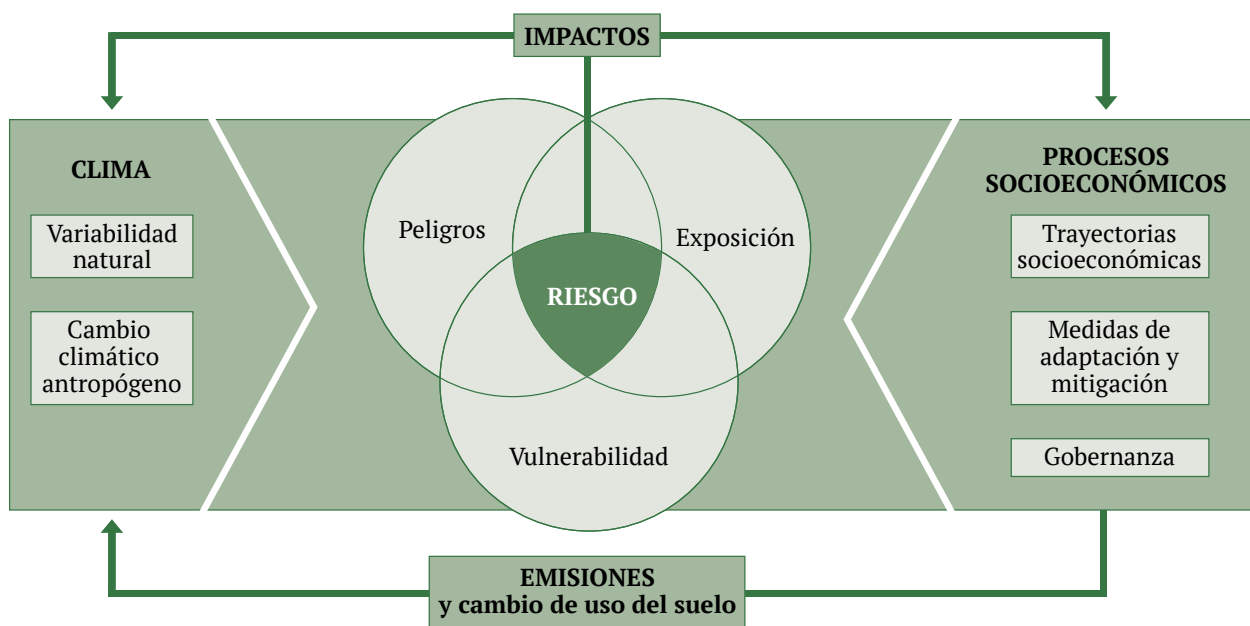 IMPACTOS
CLIMA
Variabilidad
natural
Cambio
climático
antropógeno
Peligros
Exposición
RIESGO
Vulnerabilidad
PROCESOS
SOCIOECONÓMICOS
Trayectorias
socioeconómicas
Medidas de
adaptación y
mitigación
Gobernanza
EMISIONES
y cambio de uso del suelo